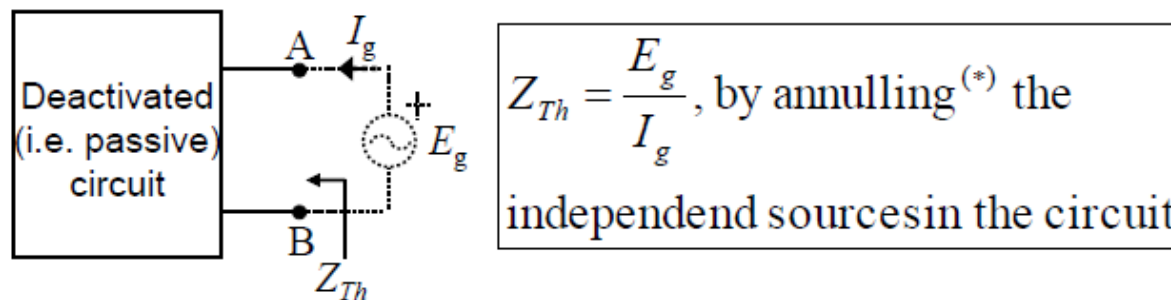 Deactivated
(i.e. passive)
circuit
A
I_g
+
E_g
B
Z_Th
Z_Th = E_g / I_g , by annulling^(*) the
independend sourcesin the circuit